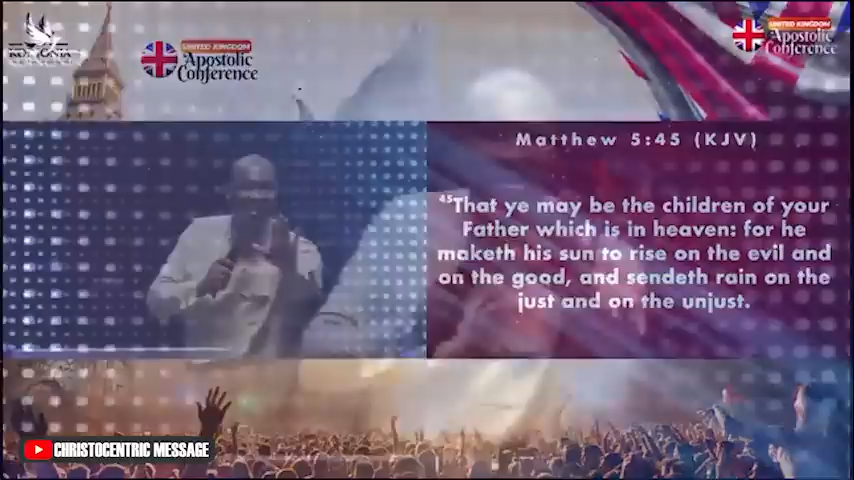 KOINONIA
UNITED KINGDOM
Apostolic
Conference
UNITED KINGDOM
Apostolic
Conference
Matthew 5:45 (KJV)
45That ye may be the children of your
Father which is in heaven: for he
maketh his sun to rise on the evil and
on the good, and sendeth rain on the
just and on the unjust.
CHRISTOCENTRIC MESSAGE